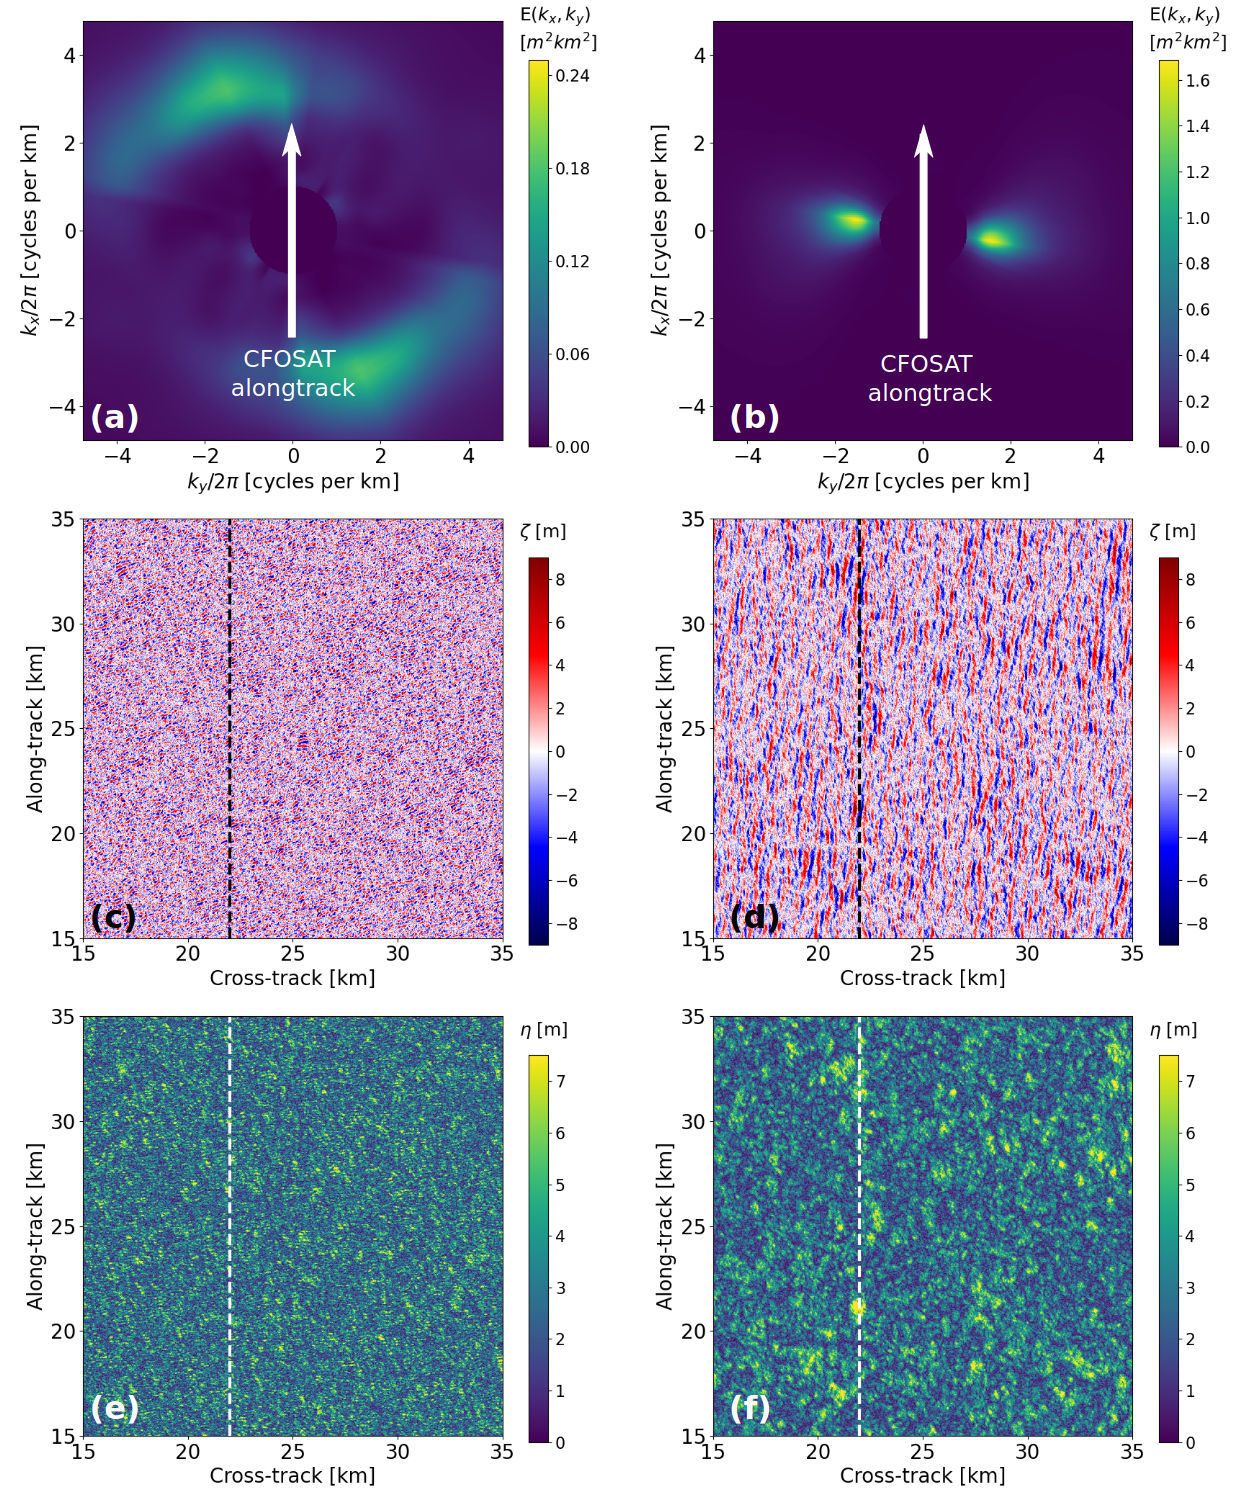 E(kₓ, kᵧ)
[m²km²]
4
2
0
−2
−4
kₓ/2π [cycles per km]
CFOSAT
alongtrack
(a)
0.24
0.18
0.12
0.06
0.00
−4 −2 0 2 4
kᵧ/2π [cycles per km]
E(kₓ, kᵧ)
[m²km²]
4
2
0
−2
−4
kₓ/2π [cycles per km]
CFOSAT
alongtrack
(b)
1.6
1.4
1.2
1.0
0.8
0.6
0.4
0.2
0.0
−4 −2 0 2 4
kᵧ/2π [cycles per km]
ζ [m]
35
30
25
20
15
Along-track [km]
(c)
8
6
4
2
0
−2
−4
−6
−8
15 20 25 30 35
Cross-track [km]
ζ [m]
35
30
25
20
15
Along-track [km]
(d)
8
6
4
2
0
−2
−4
−6
−8
15 20 25 30 35
Cross-track [km]
η [m]
35
30
25
20
15
Along-track [km]
(e)
7
6
5
4
3
2
1
0
15 20 25 30 35
Cross-track [km]
η [m]
35
30
25
20
15
Along-track [km]
(f)
7
6
5
4
3
2
1
0
15 20 25 30 35
Cross-track [km]